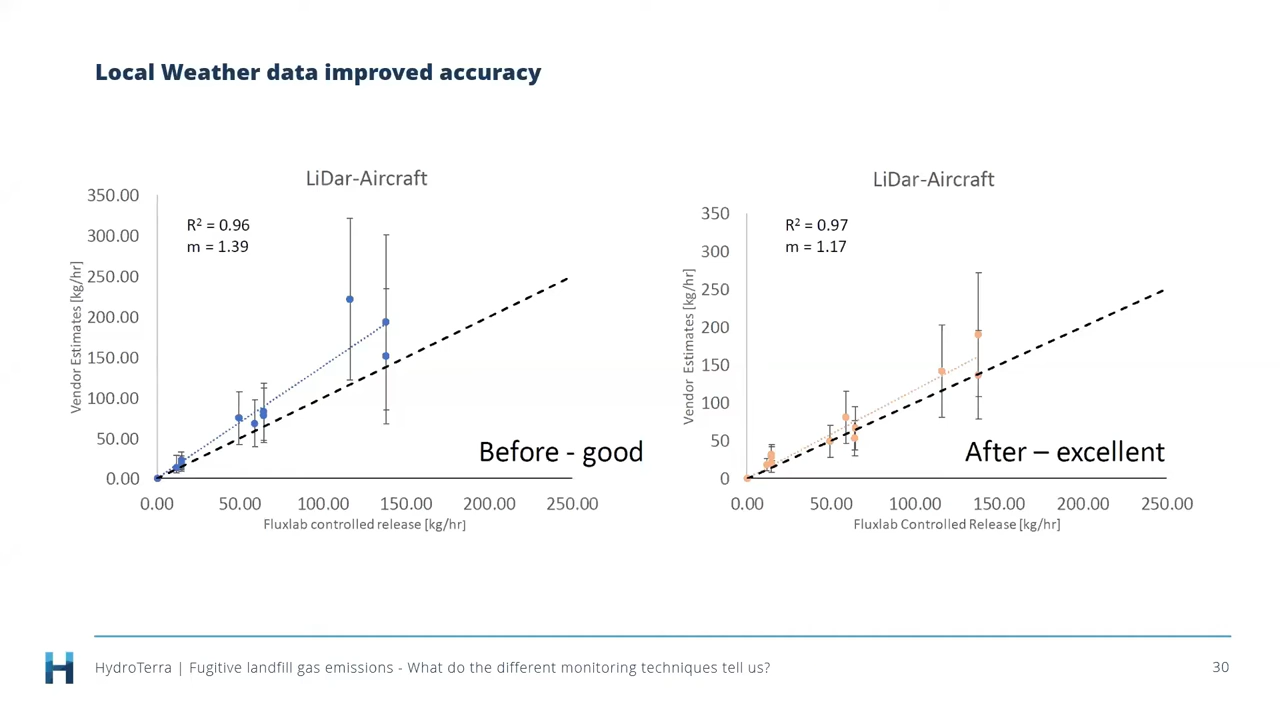 Local Weather data improved accuracy
LiDar-Aircraft
R² = 0.96
m = 1.39
350.00
300.00
250.00
200.00
150.00
100.00
50.00
0.00
Vendor Estimates [kg/hr]
0.00 50.00 100.00 150.00 200.00 250.00
Fluxlab controlled release [kg/hr]
Before - good
LiDar-Aircraft
R² = 0.97
m = 1.17
350
300
250
200
150
100
50
0
Vendor Estimates [kg/hr]
0.00 50.00 100.00 150.00 200.00 250.00
Fluxlab Controlled Release [kg/hr]
After – excellent
HydroTerra | Fugitive landfill gas emissions - What do the different monitoring techniques tell us?
30